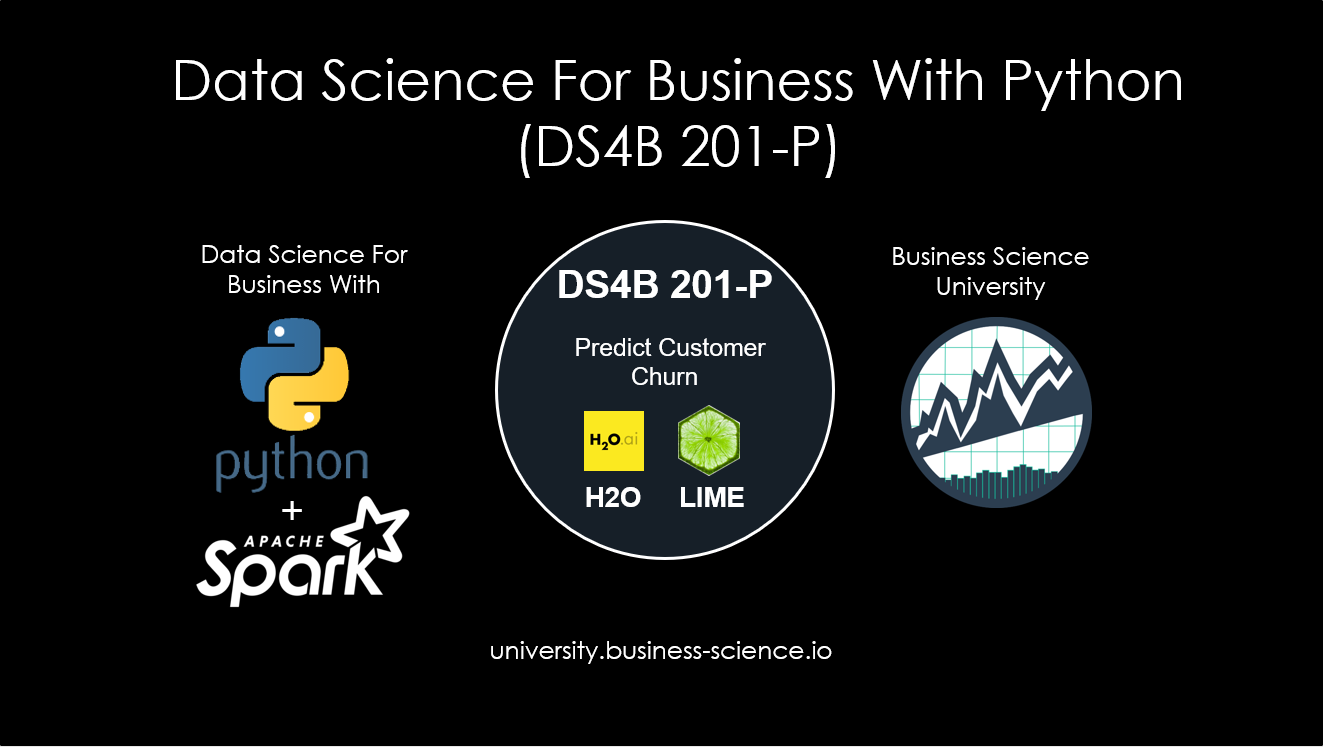 Data Science For Business With Python
(DS4B 201-P)
Data Science For
Business With
python
+
APACHE
Spark
DS4B 201-P
Predict Customer
Churn
H2O.ai
H2O
LIME
Business Science
University
university.business-science.io